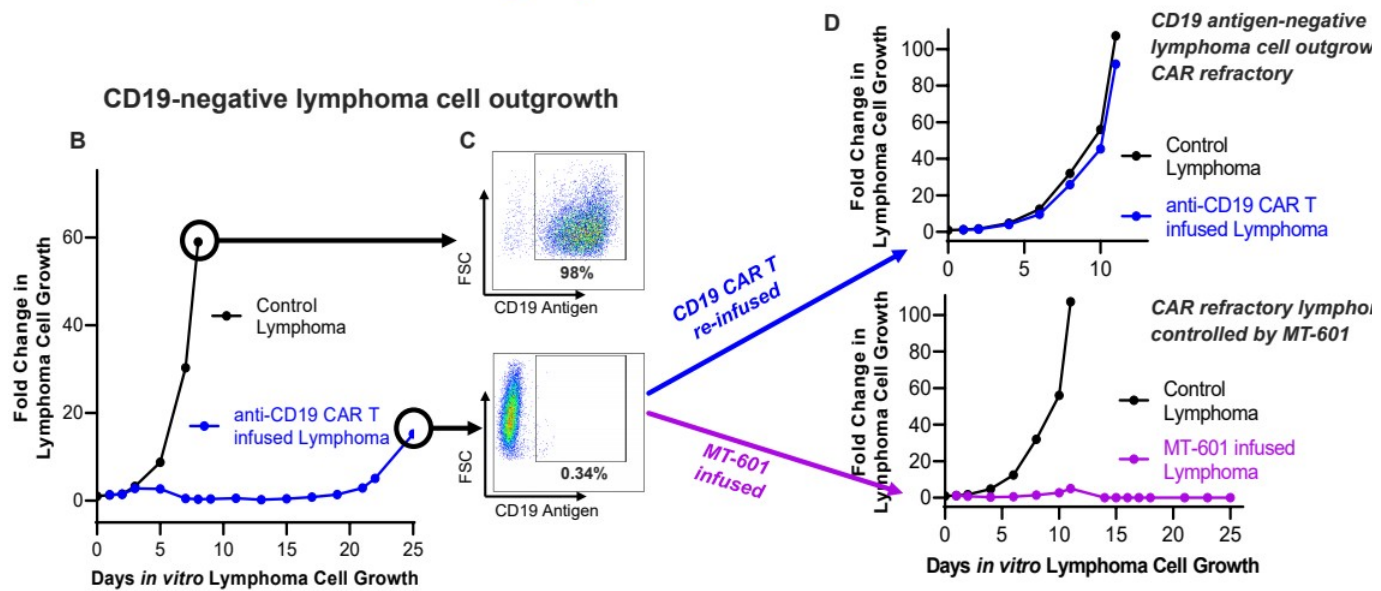 CD19-negative lymphoma cell outgrowth
B
Fold Change in
Lymphoma Cell Growth
60
40
20
0
Control
Lymphoma
anti-CD19 CAR T
infused Lymphoma
0
5
10
15
20
25
Days in vitro Lymphoma Cell Growth
C
FSC
98%
CD19 Antigen
FSC
0.34%
CD19 Antigen
CD19 CAR T
re-infused
MT-601
infused
D
CD19 antigen-negative
lymphoma cell outgrow
CAR refractory
Fold Change in
Lymphoma Cell Growth
100
80
60
40
20
0
Control
Lymphoma
anti-CD19 CAR T
infused Lymphoma
0
5
10
CAR refractory lympho
controlled by MT-601
Fold Change in
Lymphoma Cell Growth
100
80
60
40
20
0
Control
Lymphoma
MT-601 infused
Lymphoma
0
5
10
15
20
25
Days in vitro Lymphoma Cell Growth